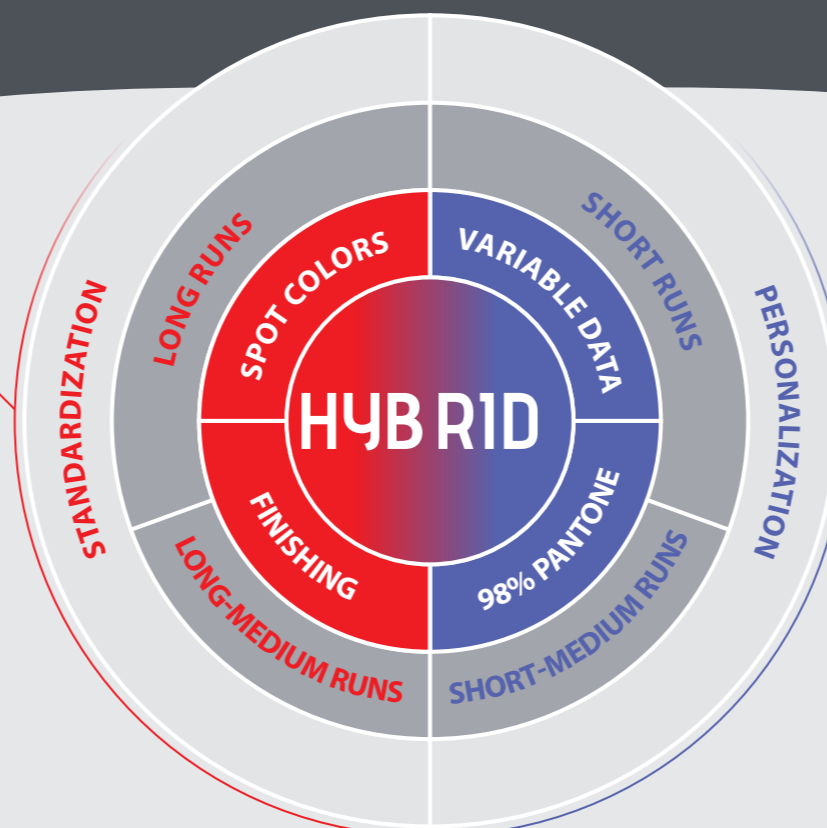 STANDARDIZATION
LONG RUNS
SPOT COLORS
VARIABLE DATA
SHORT RUNS
PERSONALIZATION
HYBRID
FINISHING
98% PANTONE
LONG-MEDIUM RUNS
SHORT-MEDIUM RUNS